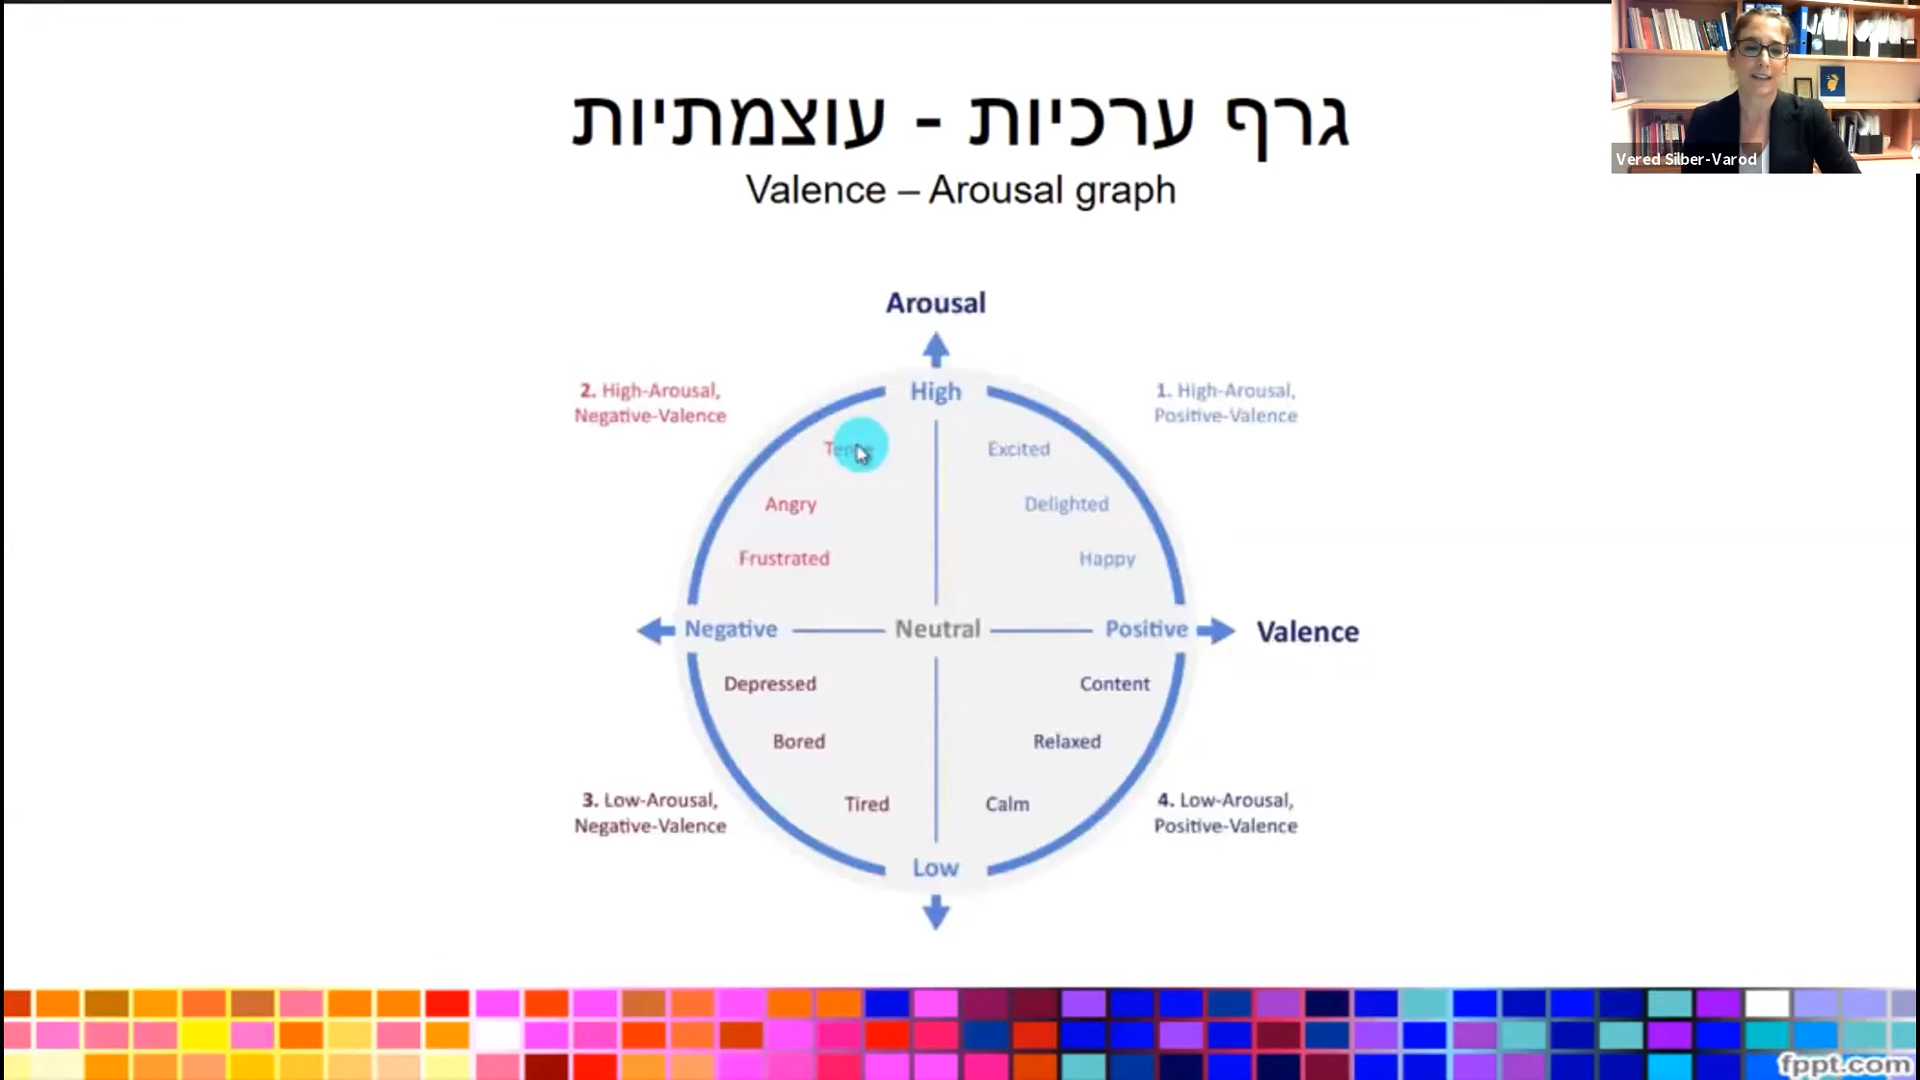 גרף ערכיות - עוצמתיות
Valence – Arousal graph
Vered Silber-Varod
Arousal
High
2. High-Arousal,
Negative-Valence
1. High-Arousal,
Positive-Valence
Tense
Excited
Angry
Delighted
Frustrated
Happy
Negative
Neutral
Positive
Valence
Depressed
Content
Bored
Relaxed
Tired
Calm
3. Low-Arousal,
Negative-Valence
4. Low-Arousal,
Positive-Valence
Low
fppt.com